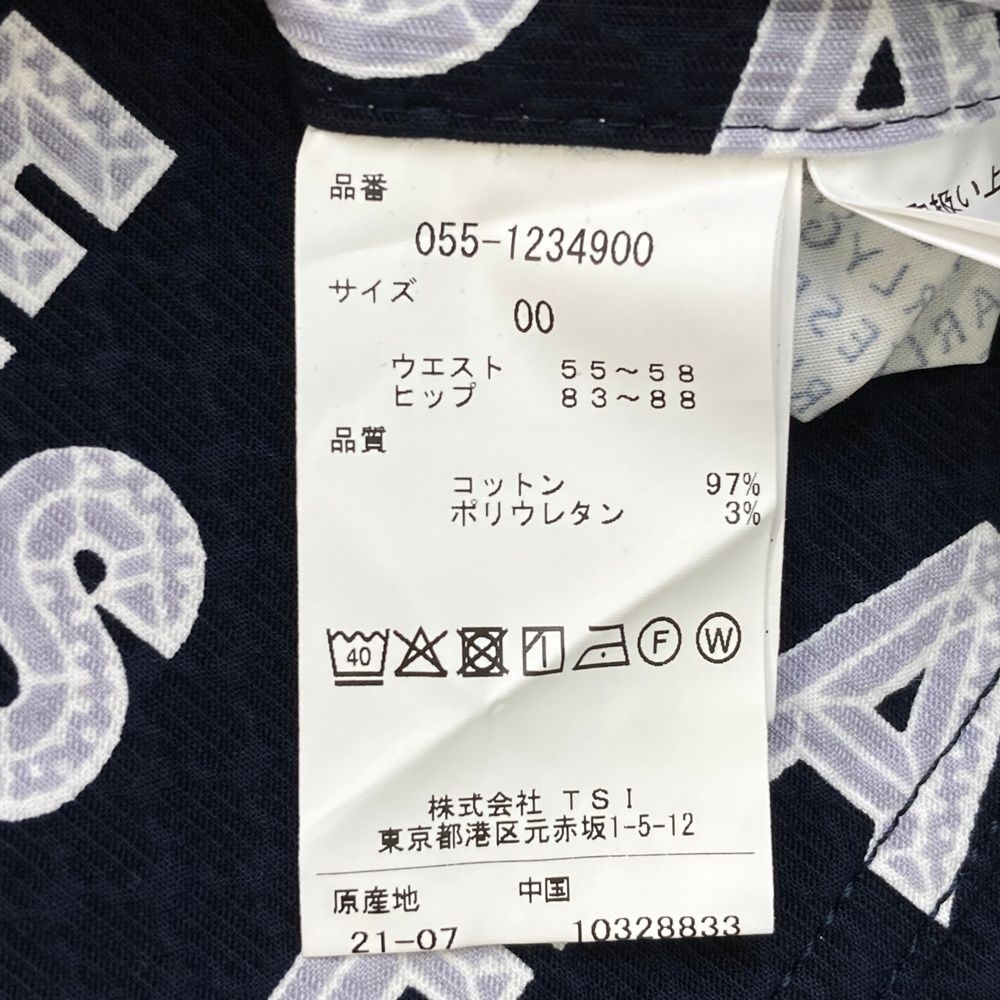 品番
055-1234900
サイズ
00
ウエスト 55～58
ヒップ 83～88
品質
コットン 97%
ポリウレタン 3%
40
F
W
株式会社 TSI
東京都港区元赤坂1-5-12
原産地 中国
21-07 10328833
扱い上